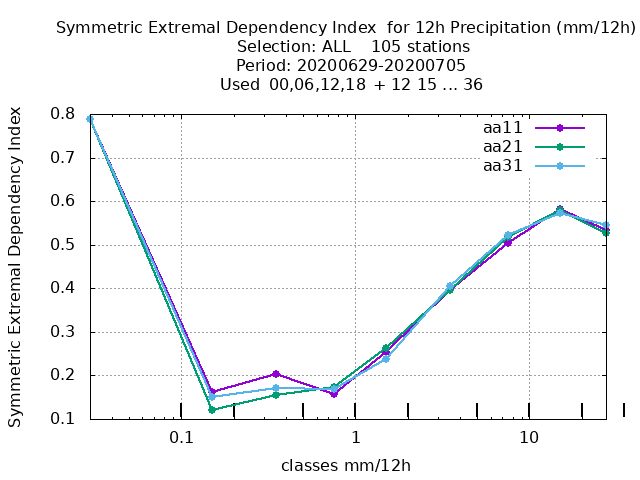 Symmetric Extremal Dependency Index  for 12h Precipitation (mm/12h)
Selection: ALL    105 stations
Period: 20200629-20200705
Used  00,06,12,18  + 12 15 ... 36
aa11
aa21
aa31
Symmetric Extremal Dependency Index
0.8
0.7
0.6
0.5
0.4
0.3
0.2
0.1
0.1
1
10
classes mm/12h